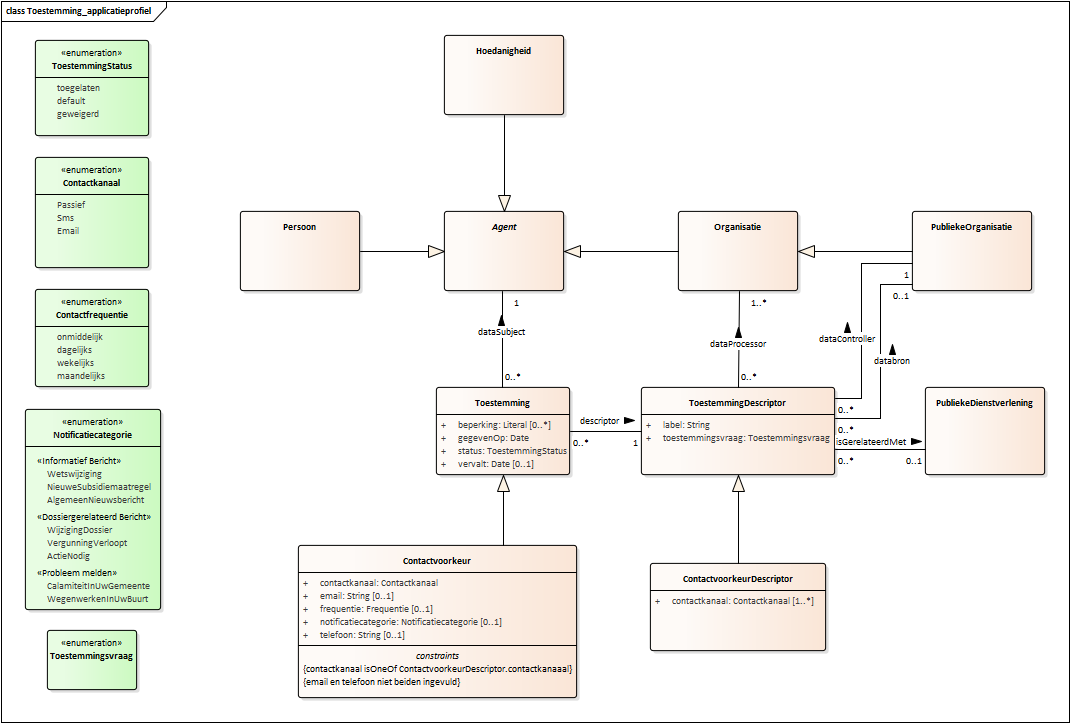 class Toestemming_applicatieprofiel
«enumeration»
ToestemmingStatus
toegelaten
default
geweigerd
«enumeration»
Contactkanaal
Passief
Sms
Email
«enumeration»
Contactfrequentie
onmiddelijk
dagelijks
wekelijks
maandelijks
«enumeration»
Notificatiecategorie
«Informatief Bericht»
Wetswijziging
NieuweSubsidiemaatregel
AlgemeenNieuwsbericht
«Dossiergerelateerd Bericht»
WijzigingDossier
VergunningVerloopt
ActieNodig
«Probleem melden»
CalamiteitInUwGemeente
WegenwerkenInUwBuurt
«enumeration»
Toestemmingsvraag
Hoedanigheid
Persoon
Agent
Organisatie
PubliekeOrganisatie
1
dataSubject
0..*
1..*
dataProcessor
0..*
1
0..1
dataController
databron
Toestemming
+ beperking: Literal [0..*]
+ gegevenOp: Date
+ status: ToestemmingStatus
+ vervalt: Date [0..1]
descriptor
0..*
1
ToestemmingDescriptor
+ label: String
+ toestemmingsvraag: Toestemmingsvraag
0..*
0..*
isGerelateerdMet
0..*
0..1
PubliekeDienstverlening
Contactvoorkeur
+ contactkanaal: Contactkanaal
+ email: String [0..1]
+ frequentie: Frequentie [0..1]
+ notificatiecategorie: Notificatiecategorie [0..1]
+ telefoon: String [0..1]
constraints
{contactkanaal isOneOf ContactvoorkeurDescriptor.contactkanaaal}
{email en telefoon niet beiden ingevuld}
ContactvoorkeurDescriptor
+ contactkanaal: Contactkanaal [1..*]